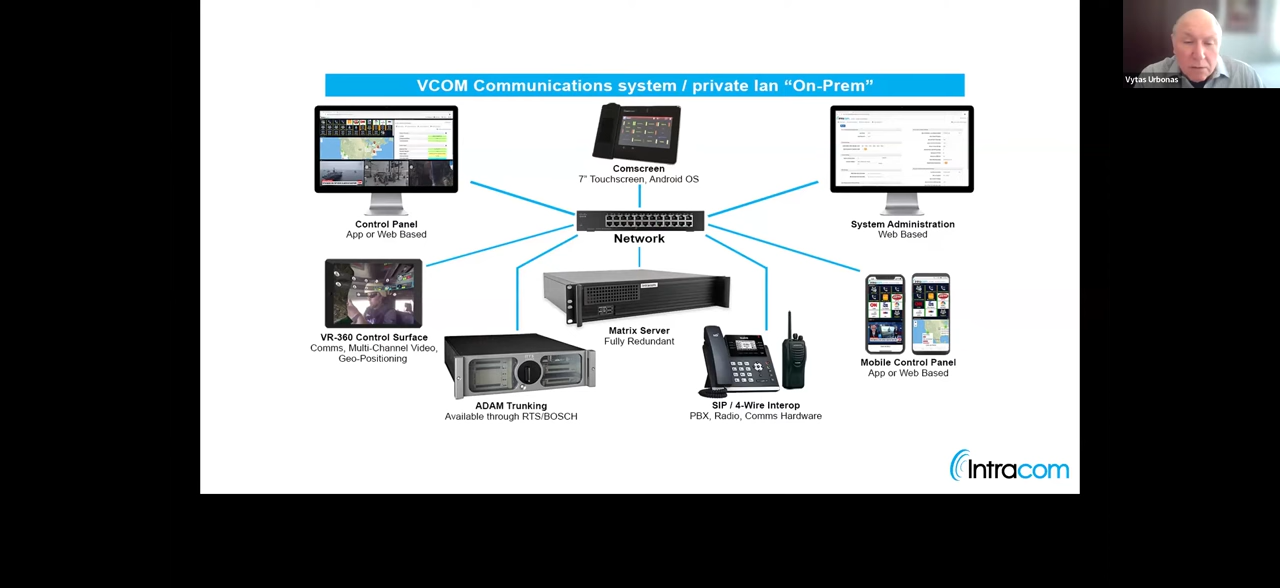 VCOM Communications system / private lan “On-Prem”
Vytas Urbonas
Comscreen
7” Touchscreen, Android OS
Control Panel
App or Web Based
Network
System Administration
Web Based
VR-360 Control Surface
Comms, Multi-Channel Video,
Geo-Positioning
Matrix Server
Fully Redundant
Mobile Control Panel
App or Web Based
ADAM Trunking
Available through RTS/BOSCH
SIP / 4-Wire Interop
PBX, Radio, Comms Hardware
Intracom